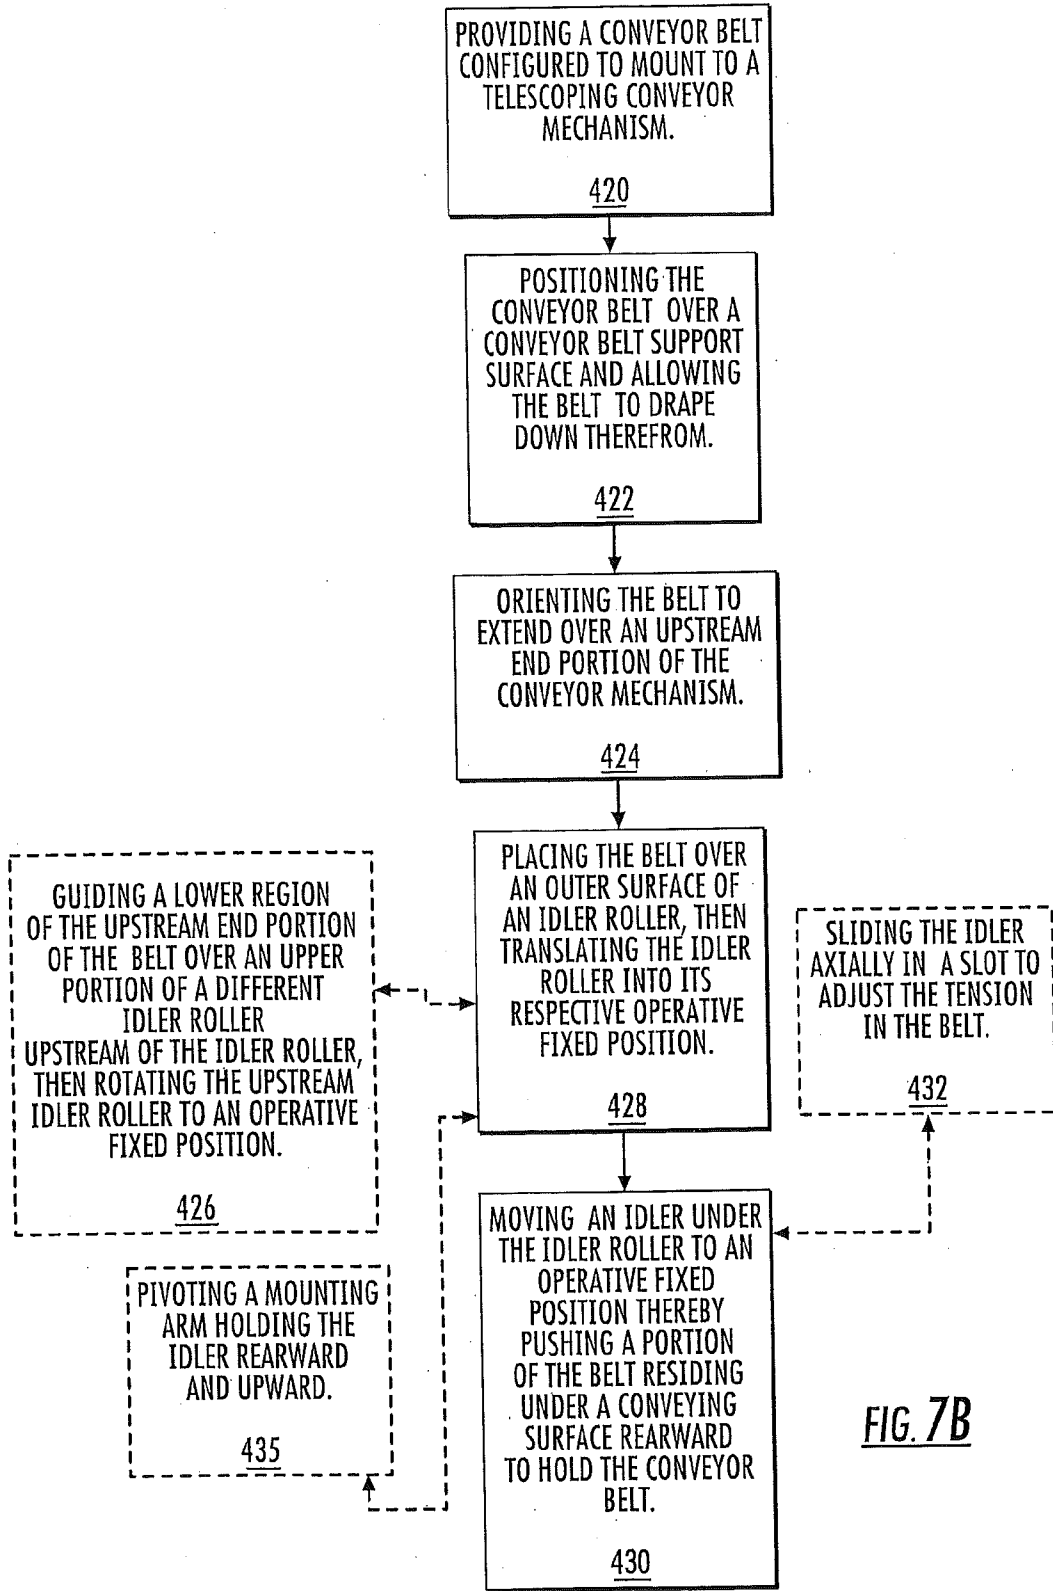 PROVIDING A CONVEYOR BELT
CONFIGURED TO MOUNT TO A
TELESCOPING CONVEYOR
MECHANISM.
420
POSITIONING THE
CONVEYOR BELT OVER A
CONVEYOR BELT SUPPORT
SURFACE AND ALLOWING
THE BELT TO DRAPE
DOWN THEREFROM.
422
ORIENTING THE BELT TO
EXTEND OVER AN UPSTREAM
END PORTION OF THE
CONVEYOR MECHANISM.
424
GUIDING A LOWER REGION
OF THE UPSTREAM END PORTION
OF THE BELT OVER AN UPPER
PORTION OF A DIFFERENT
IDLER ROLLER
UPSTREAM OF THE IDLER ROLLER,
THEN ROTATING THE UPSTREAM
IDLER ROLLER TO AN OPERATIVE
FIXED POSITION.
426
PLACING THE BELT OVER
AN OUTER SURFACE OF
AN IDLER ROLLER, THEN
TRANSLATING THE IDLER
ROLLER INTO ITS
RESPECTIVE OPERATIVE
FIXED POSITION.
428
SLIDING THE IDLER
AXIALLY IN A SLOT TO
ADJUST THE TENSION
IN THE BELT.
432
PIVOTING A MOUNTING
ARM HOLDING THE
IDLER REARWARD
AND UPWARD.
435
MOVING AN IDLER UNDER
THE IDLER ROLLER TO AN
OPERATIVE FIXED
POSITION THEREBY
PUSHING A PORTION
OF THE BELT RESIDING
UNDER A CONVEYING
SURFACE REARWARD
TO HOLD THE CONVEYOR
BELT.
430
FIG. 7B